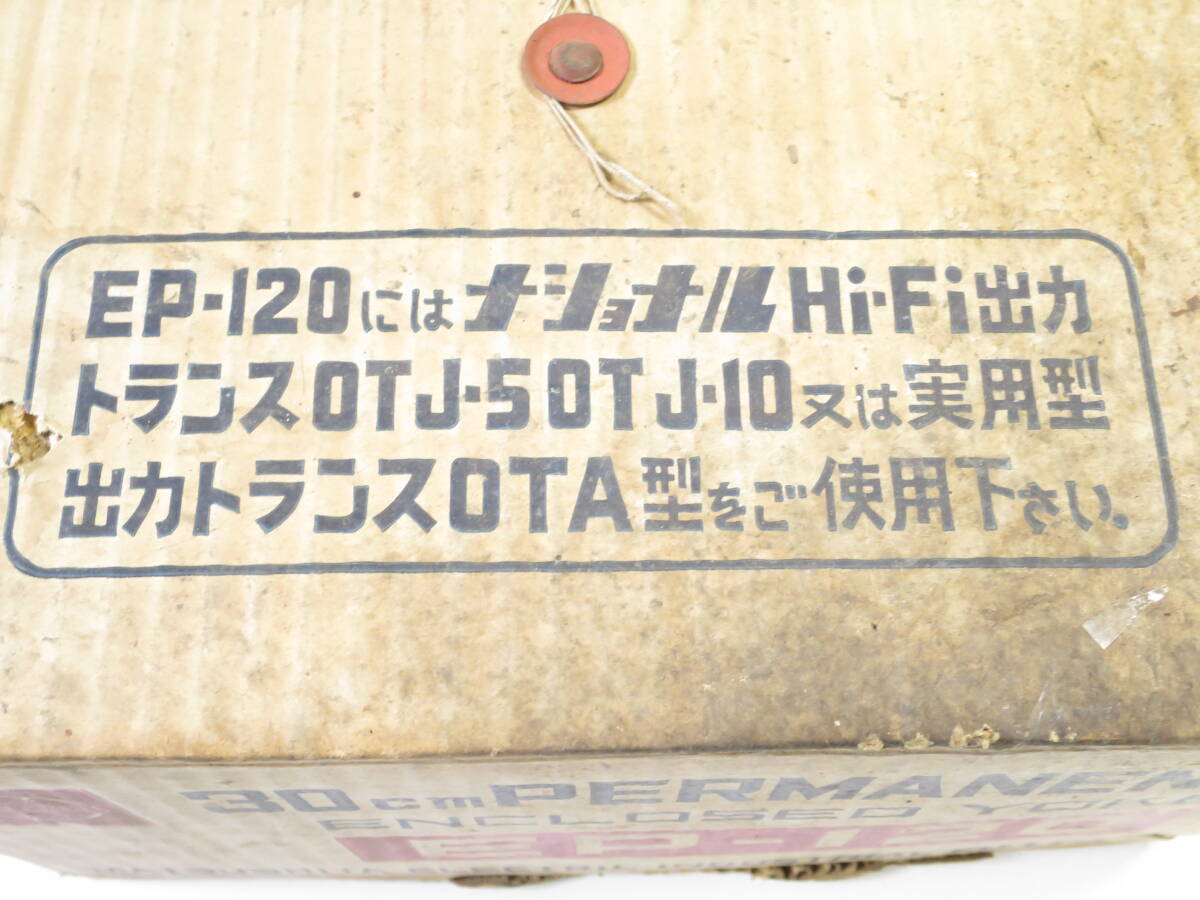 EP-120にはナショナルHi-Fi出力
トランスOTJ-5OTJ-10又は実用型
出力トランスOTA型をご使用下さい。
30cm PERMANEN
ENCLOSED YOK